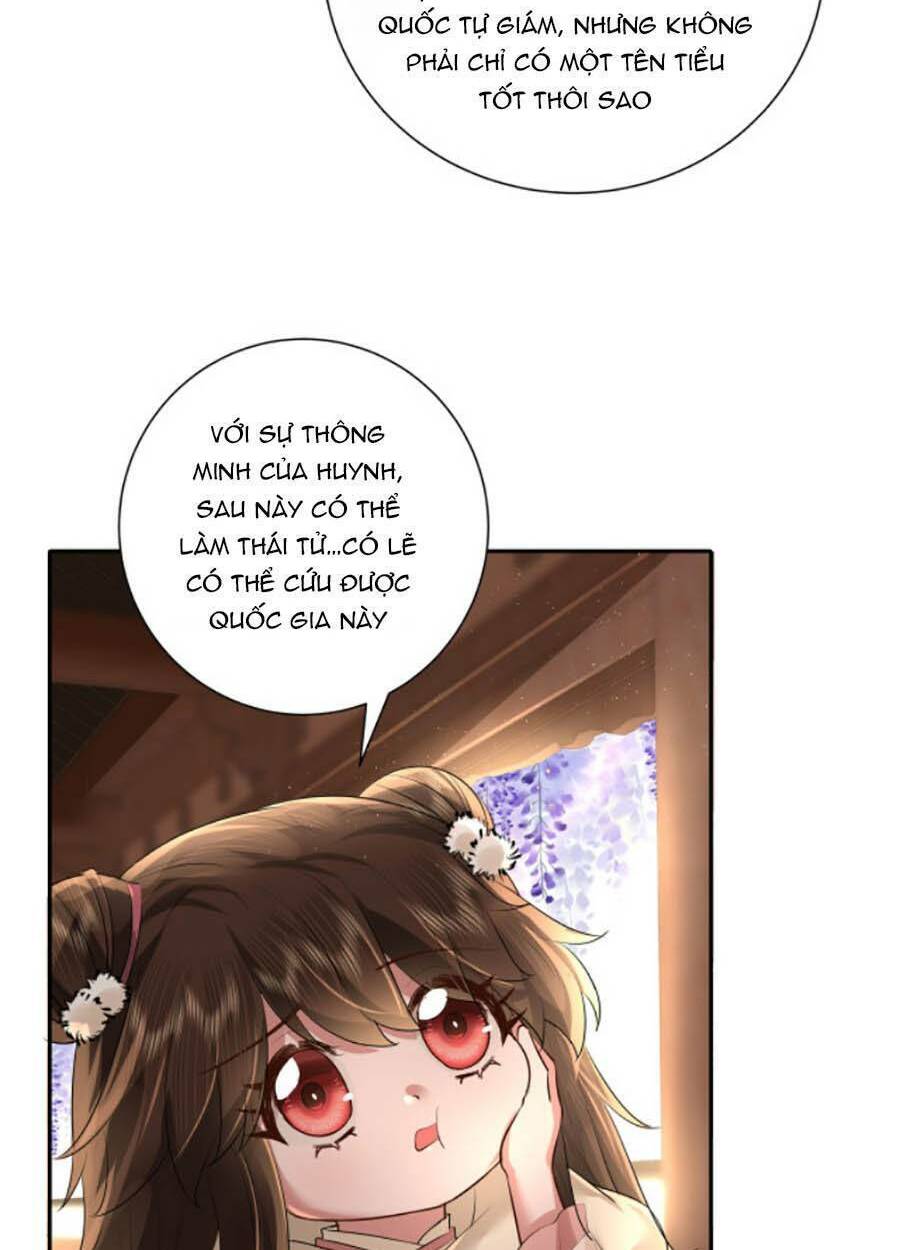 QUỐC TỰ GIÁM, NHƯNG KHÔNG
PHẢI CHỈ CÓ MỘT TÊN TIỂU
TỐT THÔI SAO
VỚI SỰ THÔNG
MINH CỦA HUYNH,
SAU NÀY CÓ THỂ
LÀM THÁI TỬ...CÓ LẼ
CÓ THỂ CỨU ĐƯỢC
QUỐC GIA NÀY